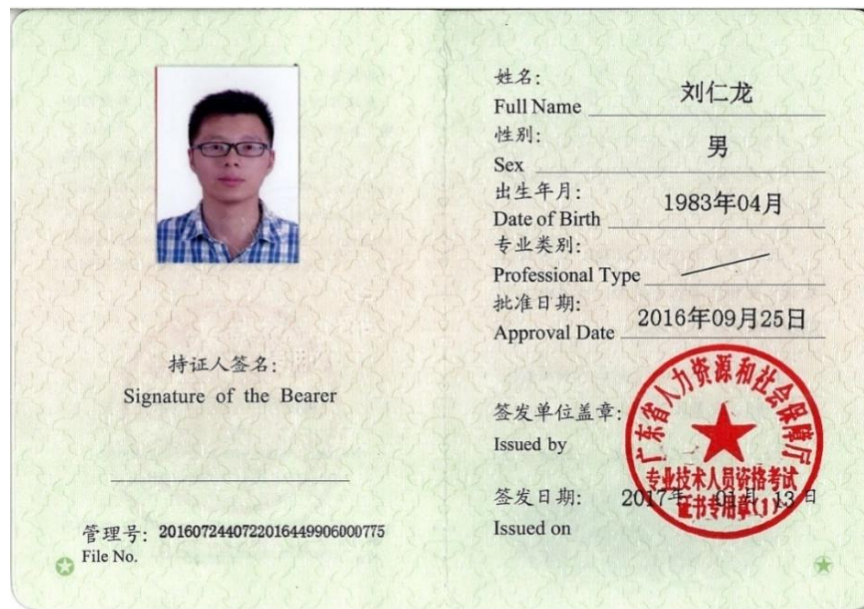 持证人签名:
Signature of the Bearer
管理号: 2016072440722016449906000775
File No.
姓名: 刘仁龙
Full Name
性别: 男
Sex
出生年月: 1983年04月
Date of Birth
专业类别:
Professional Type
批准日期: 2016年09月25日
Approval Date
签发单位盖章:
Issued by
广东省人力资源和社会保障厅
专业技术人员资格考试
证书专用章(1)
签发日期: 2017年 01月 13日
Issued on